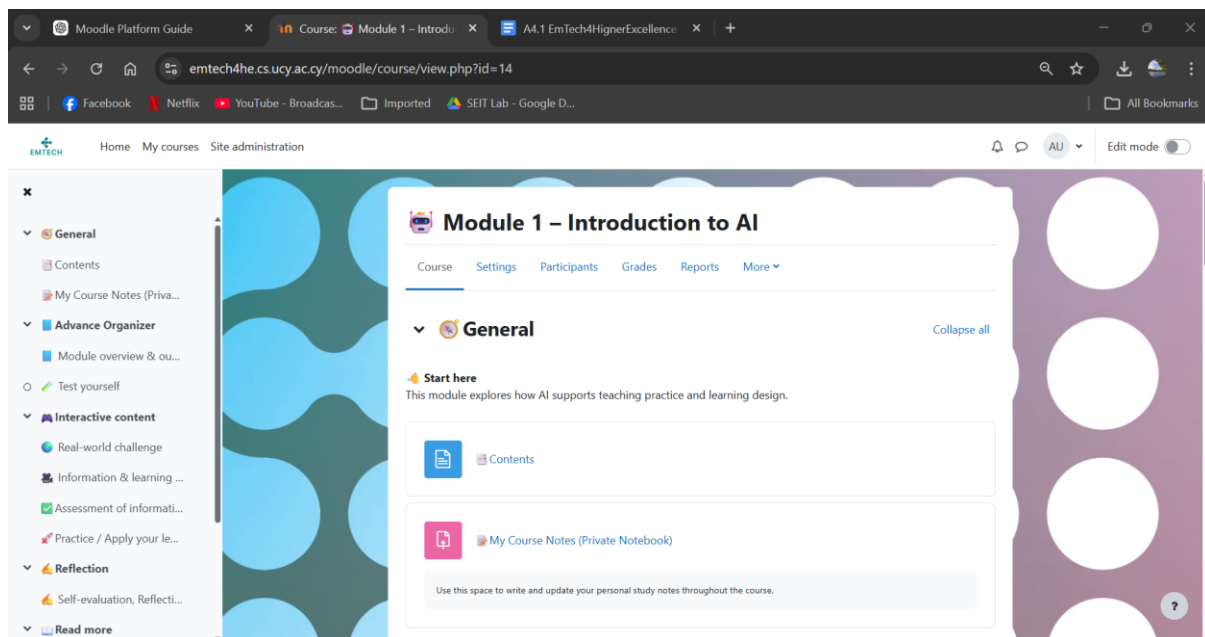 Moodle Platform Guide
Course: 🤖 Module 1 – Introdu
A4.1 EmTech4HignerExcellence
emtech4he.cs.ucy.ac.cy/moodle/course/view.php?id=14
Facebook
Netflix
YouTube - Broadcas...
Imported
SEIT Lab - Google D...
All Bookmarks
EMTECH
Home
My courses
Site administration
AU
Edit mode
General
Contents
My Course Notes (Priva...
Advance Organizer
Module overview & ou...
Test yourself
Interactive content
Real-world challenge
Information & learning ...
Assessment of informati...
Practice / Apply your le...
Reflection
Self-evaluation, Reflecti...
Read more
Module 1 – Introduction to AI
Course
Settings
Participants
Grades
Reports
More
General
Collapse all
Start here
This module explores how AI supports teaching practice and learning design.
Contents
My Course Notes (Private Notebook)
Use this space to write and update your personal study notes throughout the course.
?